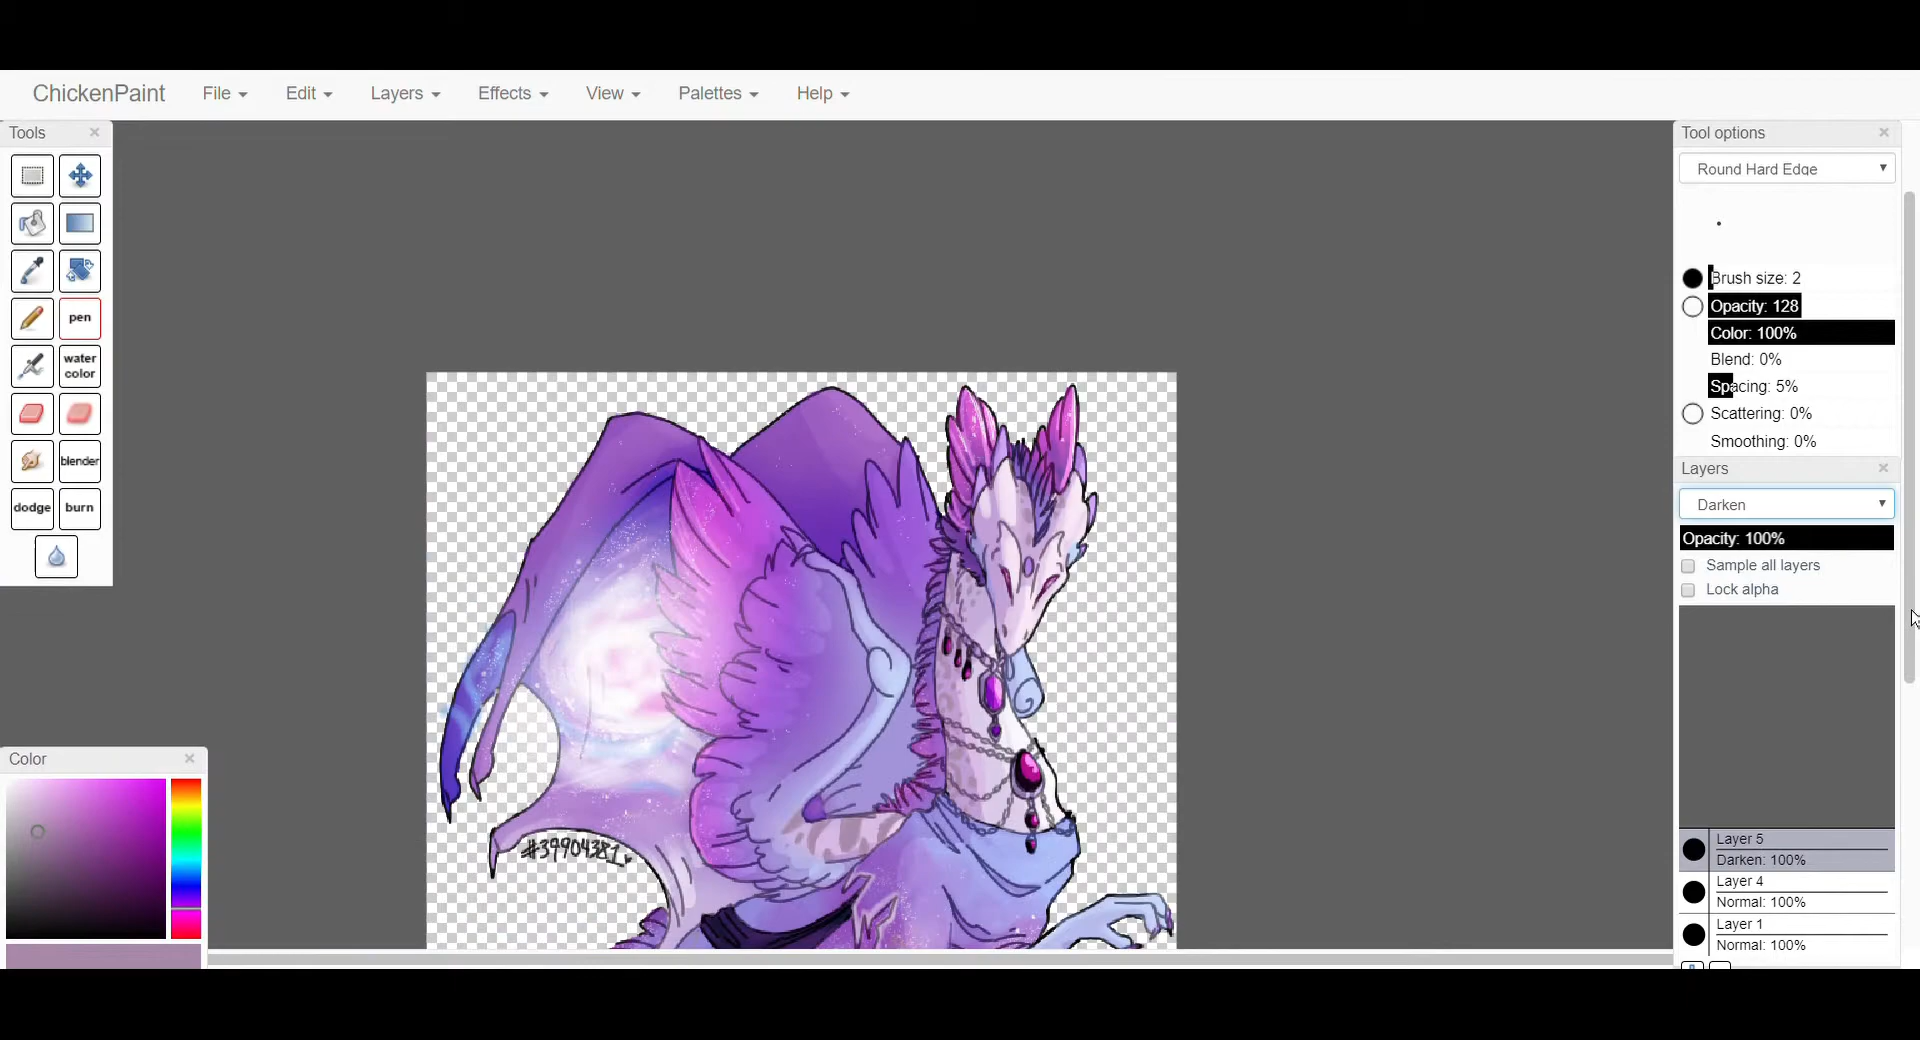 ChickenPaint File Edit Layers Effects View Palettes Help
Tools
pen
water
color
blender
dodge burn
Color
#39904381
Tool options
Round Hard Edge
Brush size: 2
Opacity: 128
Color: 100%
Blend: 0%
Spacing: 5%
Scattering: 0%
Smoothing: 0%
Layers
Darken
Opacity: 100%
Sample all layers
Lock alpha
Layer 5
Darken: 100%
Layer 4
Normal: 100%
Layer 1
Normal: 100%